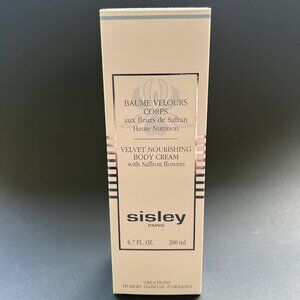 BAUME VELOURS
CORPS
aux fleurs de Safran
Haute Nutrition
VELVET NOURISHING
BODY CREAM
with Saffron flowers
sisley
PARIS
6.7 FL. OZ. 200 ml
CREATIONS
HUBERT ISABELLE D'ORNANO